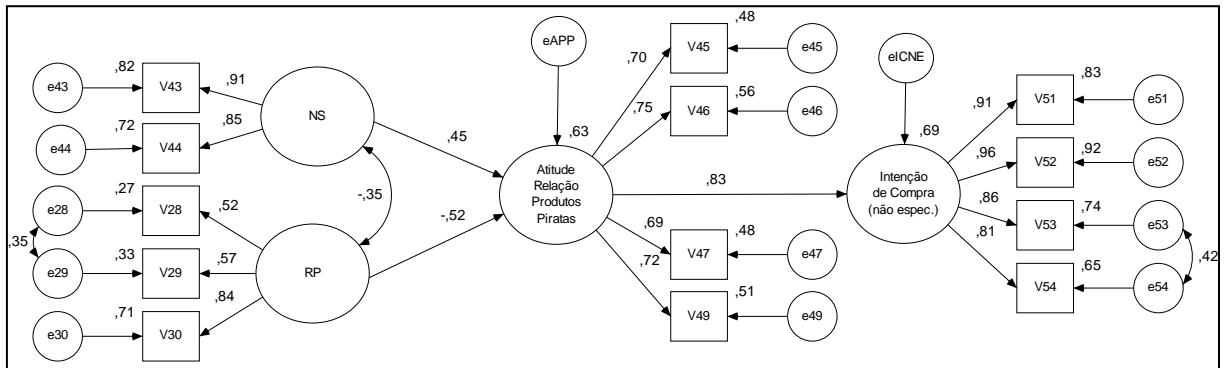 e43
,82
V43
,91
e44
,72
V44
,85
NS
e28
,27
V28
,52
,35
e29
,33
V29
,57
RP
e30
,71
V30
,84
-,35
,45
-,52
eAPP
,63
Atitude
Relação
Produtos
Piratas
,70
V45
,48
e45
,75
V46
,56
e46
,69
V47
,48
e47
,72
V49
,51
e49
,83
eICNE
,69
Intenção
de Compra
(não espec.)
,91
V51
,83
e51
,96
V52
,92
e52
,86
V53
,74
e53
,81
V54
,65
e54
,42